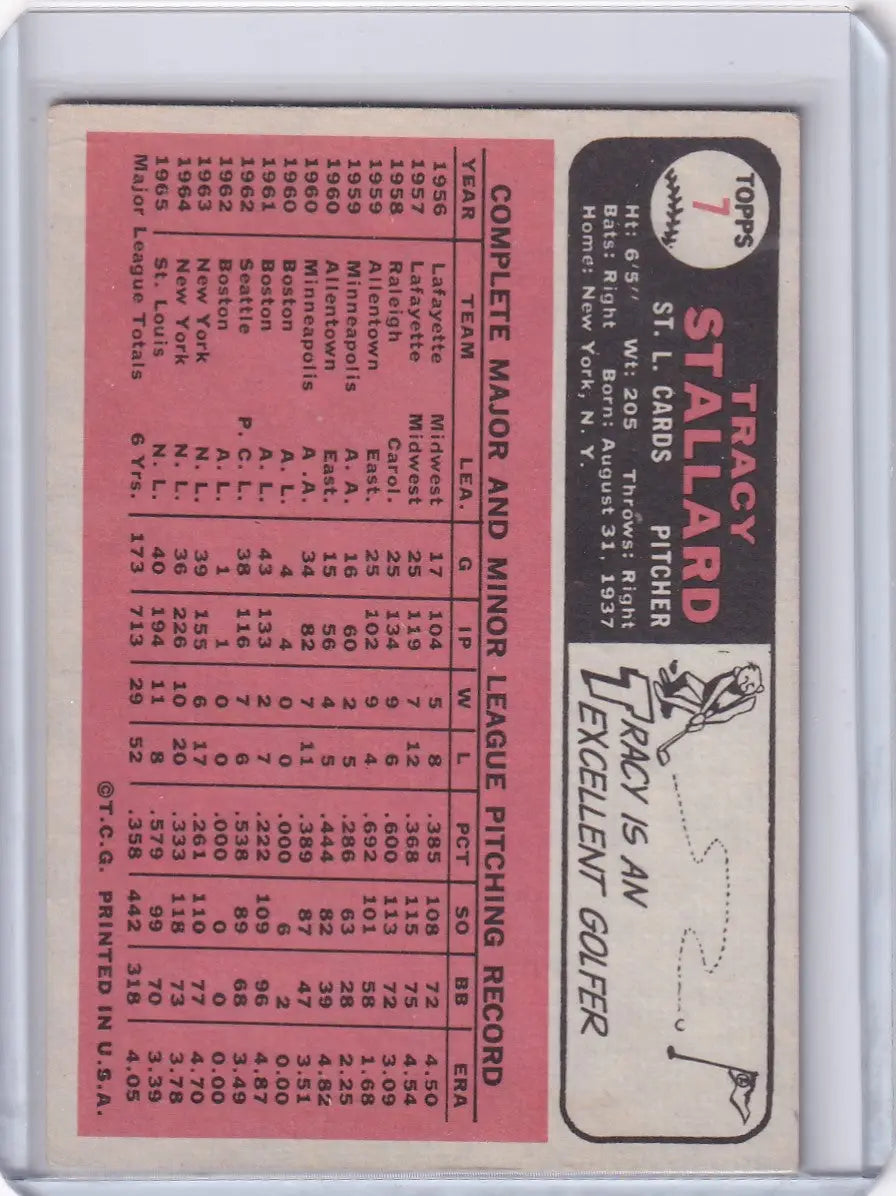 TOPPS
7
TRACY
STALLARD
ST. L. CARDS PITCHER
Ht: 6'5" Wt: 205 Throws: Right
Bats: Right Born: August 31, 1937
Home: New York, N. Y.
TRACY IS AN
EXCELLENT GOLFER
COMPLETE MAJOR AND MINOR LEAGUE PITCHING RECORD
YEAR TEAM LEA. G IP W L PCT SO BB ERA
1956 Lafayette Midwest 17 104 5 8 .385 108 72 4.50
1957 Lafayette Midwest 25 119 7 12 .368 115 75 4.54
1958 Raleigh Carol. 25 134 9 6 .600 113 72 3.09
1959 Allentown East. 25 102 9 4 .692 101 58 1.68
1959 Minneapolis A. A. 16 60 2 5 .286 63 28 2.25
1960 Allentown East. 15 56 4 5 .444 82 39 4.82
1960 Minneapolis A. A. 34 82 7 11 .389 87 47 3.51
1960 Boston A. L. 4 4 0 0 .000 6 2 0.00
1961 Boston A. L. 43 133 2 7 .222 109 96 4.87
1962 Seattle P. C. L. 38 116 7 6 .538 89 68 3.49
1962 Boston A. L. 1 1 0 0 .000 0 0 0.00
1963 New York N. L. 39 155 6 17 .261 110 77 4.70
1964 New York N. L. 36 226 10 20 .333 118 73 3.78
1965 St. Louis N. L. 40 194 11 8 .579 99 70 3.39
Major League Totals 6 Yrs. 173 713 29 52 .358 442 318 4.05
©T.C.G. PRINTED IN U.S.A.